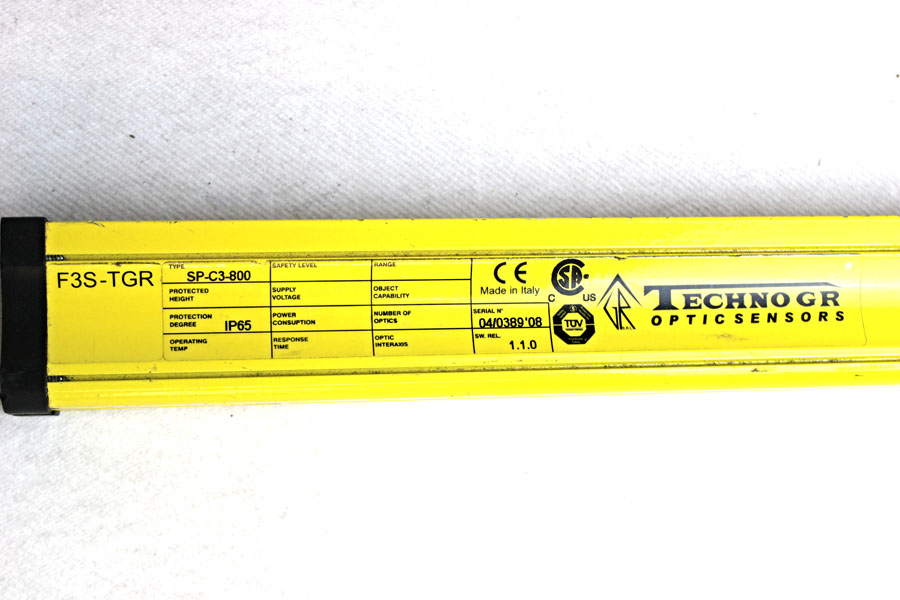 F3S-TGR
TYPE
SP-C3-800
SAFETY LEVEL
RANGE
PROTECTED
HEIGHT
SUPPLY
VOLTAGE
OBJECT
CAPABILITY
PROTECTION
DEGREE
IP65
POWER
CONSUPTION
NUMBER OF
OPTICS
OPERATING
TEMP
RESPONSE
TIME
OPTIC
INTERAXIS
CE
Made in Italy
SERIAL N°
04/0389'08
SW. REL.
1.1.0
C SA US
TÜV
GR
TECHNO GR
OPTIC SENSORS